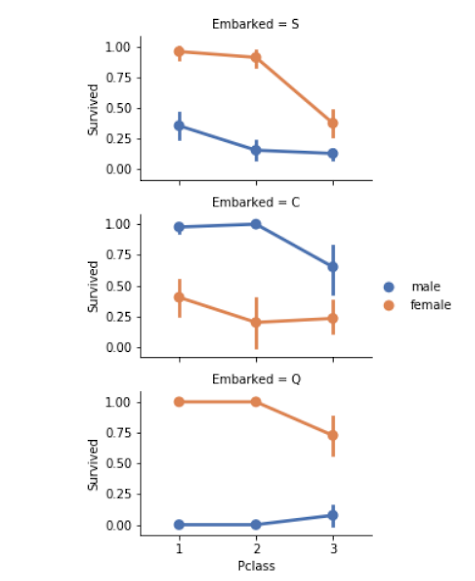 Embarked = S
1.00
0.75
0.50
0.25
0.00
Survived
Embarked = C
1.00
0.75
0.50
0.25
0.00
Survived
male
female
Embarked = Q
1.00
0.75
0.50
0.25
0.00
Survived
1 2 3
Pclass